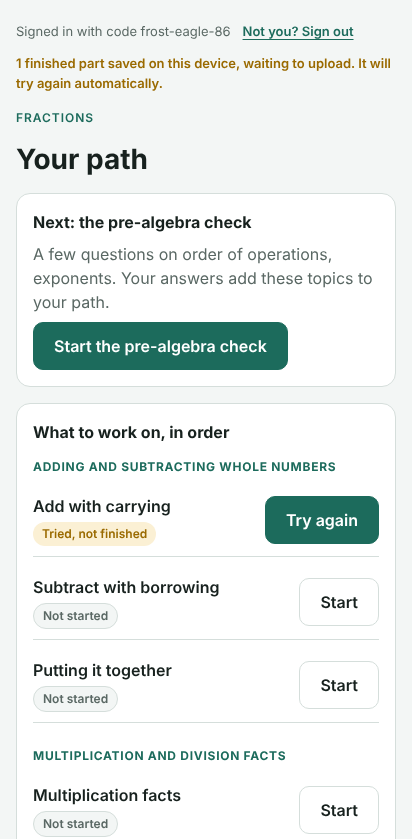 Signed in with code frost-eagle-86 Not you? Sign out
1 finished part saved on this device, waiting to upload. It will
try again automatically.
FRACTIONS
Your path
Next: the pre-algebra check
A few questions on order of operations,
exponents. Your answers add these topics to
your path.
Start the pre-algebra check
What to work on, in order
ADDING AND SUBTRACTING WHOLE NUMBERS
Add with carrying
Tried, not finished
Try again
Subtract with borrowing
Not started
Start
Putting it together
Not started
Start
MULTIPLICATION AND DIVISION FACTS
Multiplication facts
Not started
Start